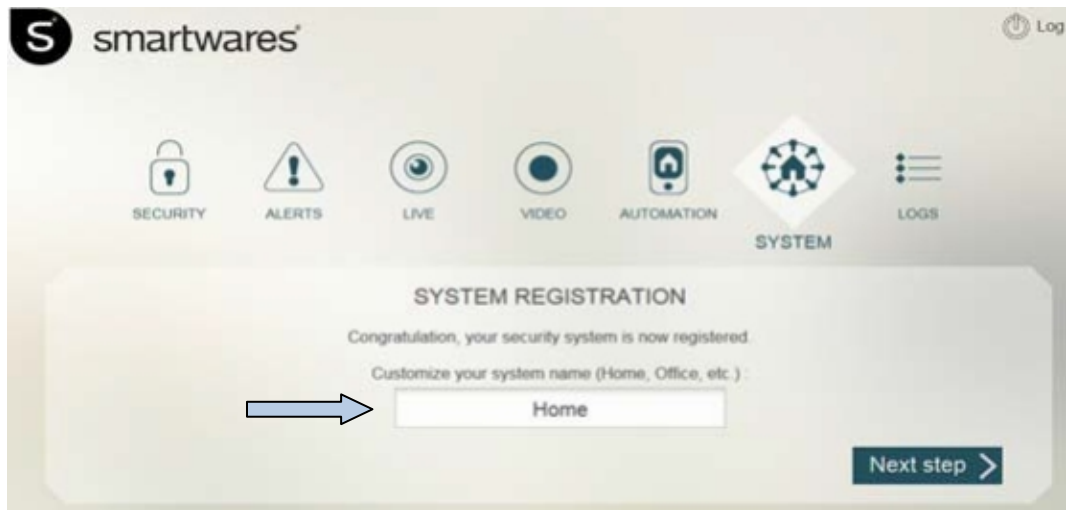 S smartwares®
Log
SECURITY ALERTS LIVE VIDEO AUTOMATION SYSTEM LOGS
SYSTEM REGISTRATION
Congratulation, your security system is now registered.
Customize your system name (Home, Office, etc.) :
Home
Next step